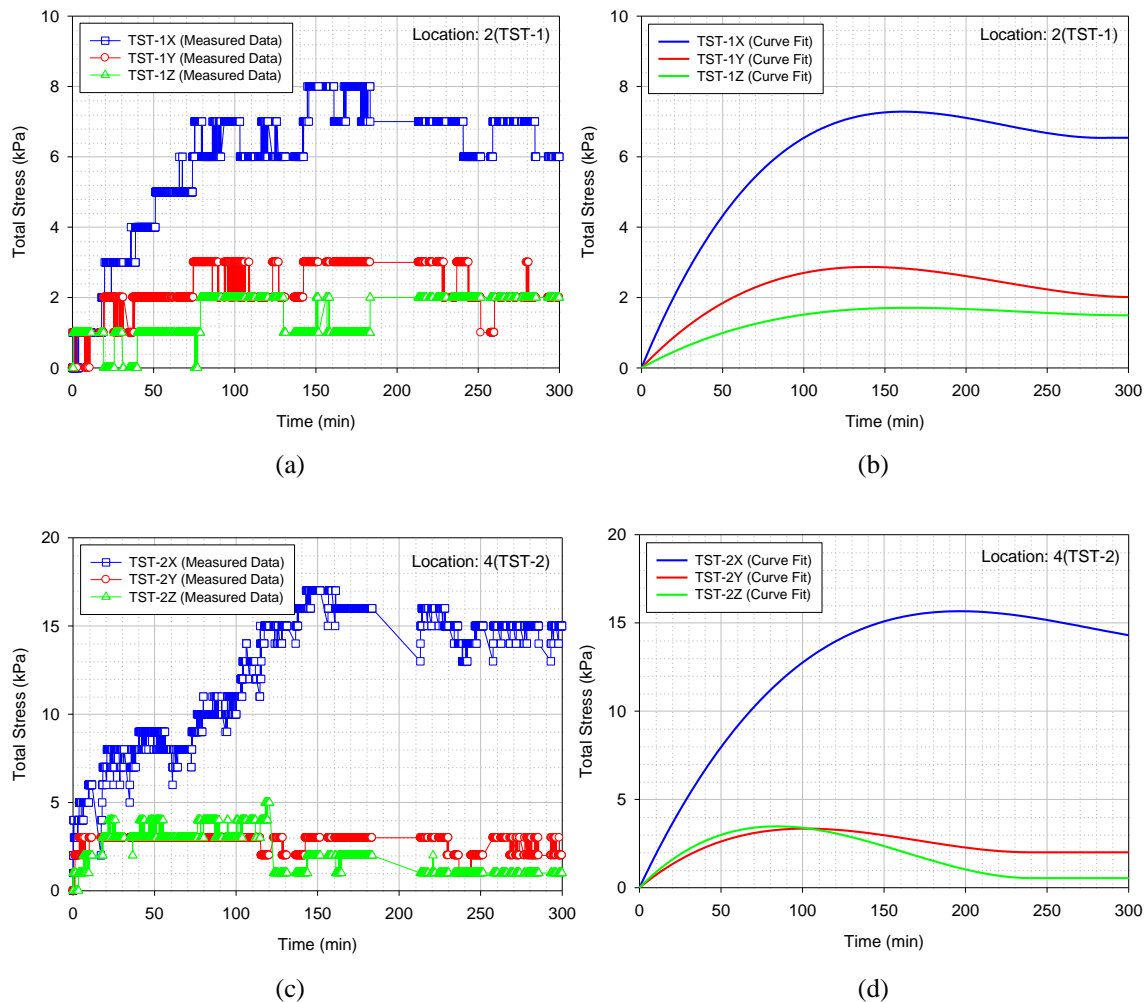 TST-1X (Measured Data)
TST-1Y (Measured Data)
TST-1Z (Measured Data)
Location: 2(TST-1)
Total Stress (kPa)
10
8
6
4
2
0
0 50 100 150 200 250 300
Time (min)
(a)
TST-1X (Curve Fit)
TST-1Y (Curve Fit)
TST-1Z (Curve Fit)
Location: 2(TST-1)
Total Stress (kPa)
10
8
6
4
2
0
0 50 100 150 200 250 300
Time (min)
(b)
TST-2X (Measured Data)
TST-2Y (Measured Data)
TST-2Z (Measured Data)
Location: 4(TST-2)
Total Stress (kPa)
20
15
10
5
0
0 50 100 150 200 250 300
Time (min)
(c)
TST-2X (Curve Fit)
TST-2Y (Curve Fit)
TST-2Z (Curve Fit)
Location: 4(TST-2)
Total Stress (kPa)
20
15
10
5
0
0 50 100 150 200 250 300
Time (min)
(d)